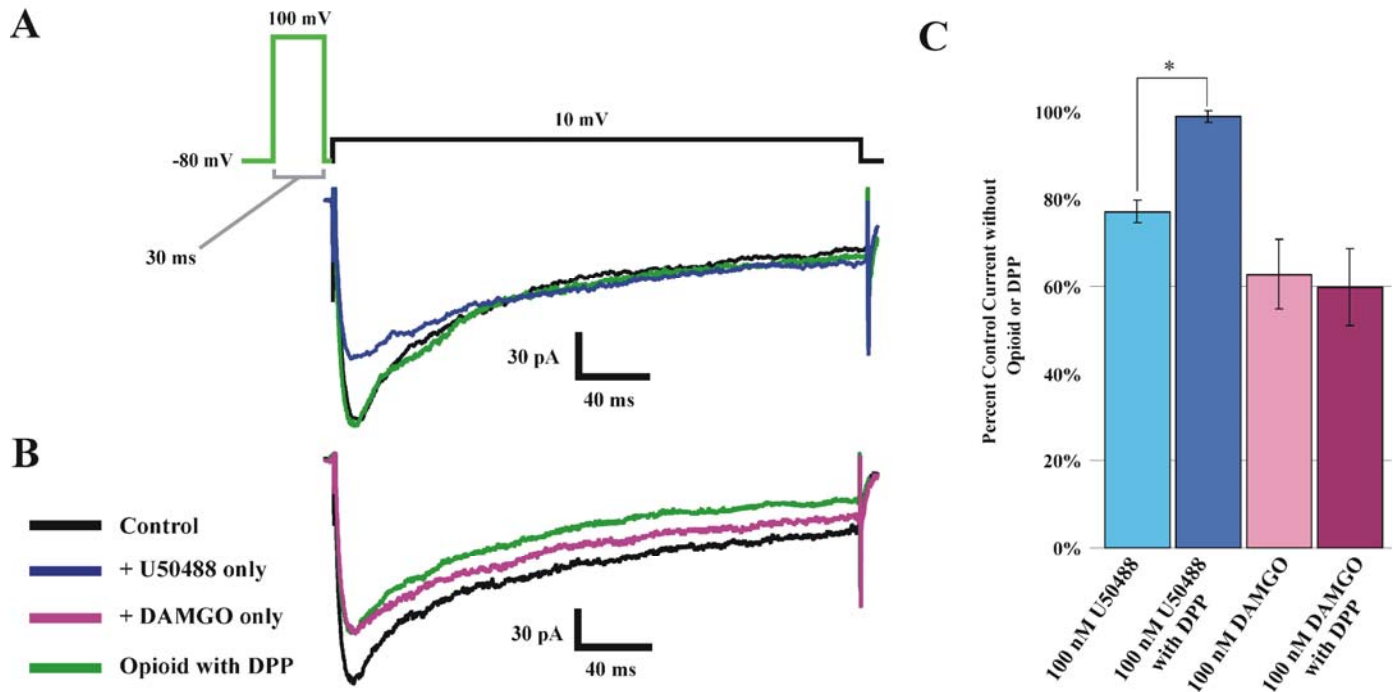 A
100 mV
10 mV
-80 mV
30 ms
30 pA
40 ms
B
Control
+ U50488 only
+ DAMGO only
Opioid with DPP
30 pA
40 ms
C
*
Percent Control Current without
Opioid or DPP
100%
80%
60%
40%
20%
0%
100 nM U50488
100 nM U50488
with DPP
100 nM DAMGO
100 nM DAMGO
with DPP